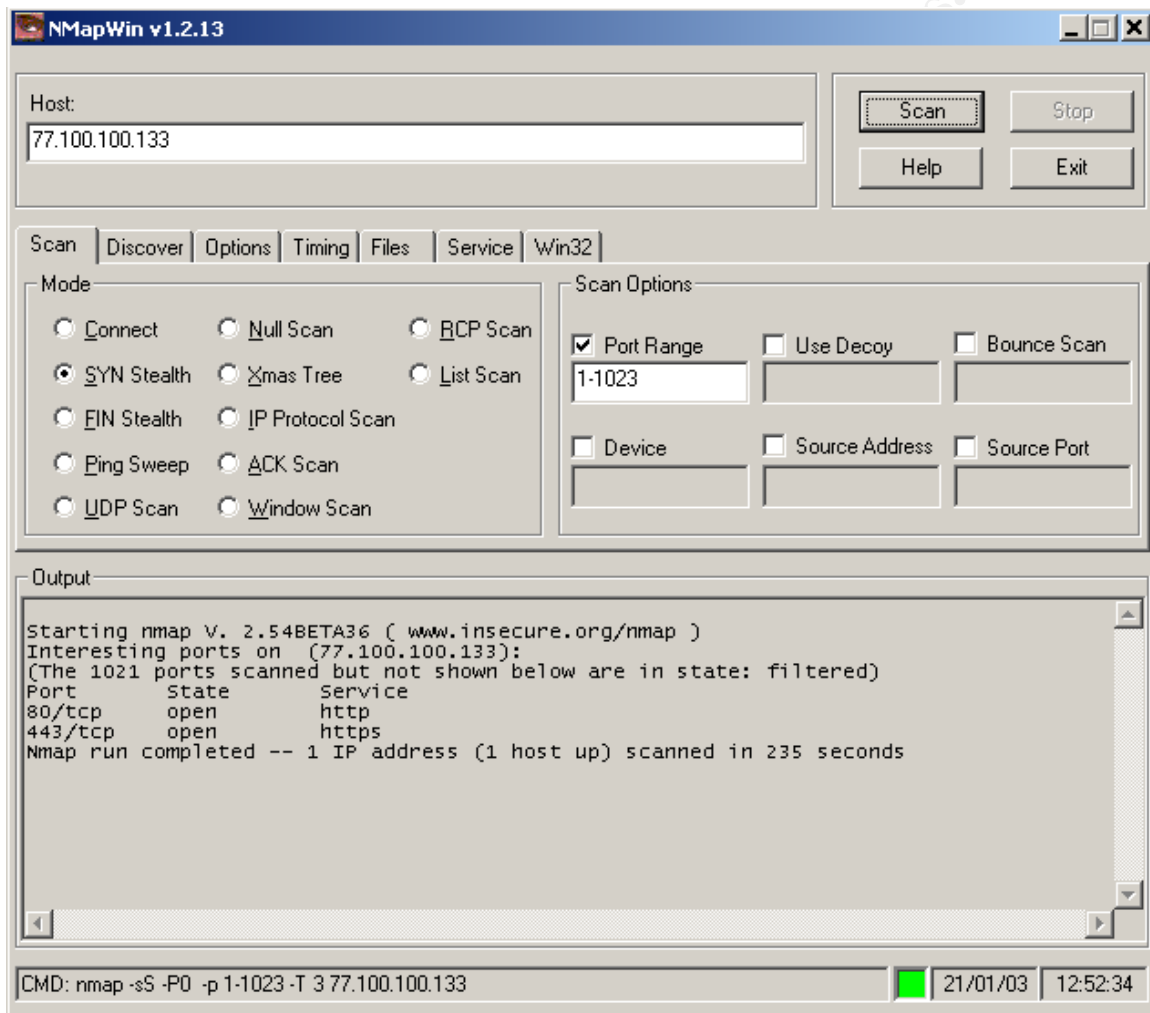 NMapWin v1.2.13
Host:
77.100.100.133
Scan
Stop
Help
Exit
Scan Discover Options Timing Files Service Win32
Mode
Connect Null Scan RCP Scan
SYN Stealth Xmas Tree List Scan
FIN Stealth IP Protocol Scan
Ping Sweep ACK Scan
UDP Scan Window Scan
Scan Options
Port Range Use Decoy Bounce Scan
1-1023
Device Source Address Source Port
Output
Starting nmap V. 2.54BETA36 ( www.insecure.org/nmap )
Interesting ports on  (77.100.100.133):
(The 1021 ports scanned but not shown below are in state: filtered)
Port       State       Service
80/tcp     open        http
443/tcp    open        https
Nmap run completed -- 1 IP address (1 host up) scanned in 235 seconds
CMD: nmap -sS -P0 -p 1-1023 -T 3 77.100.100.133
21/01/03
12:52:34